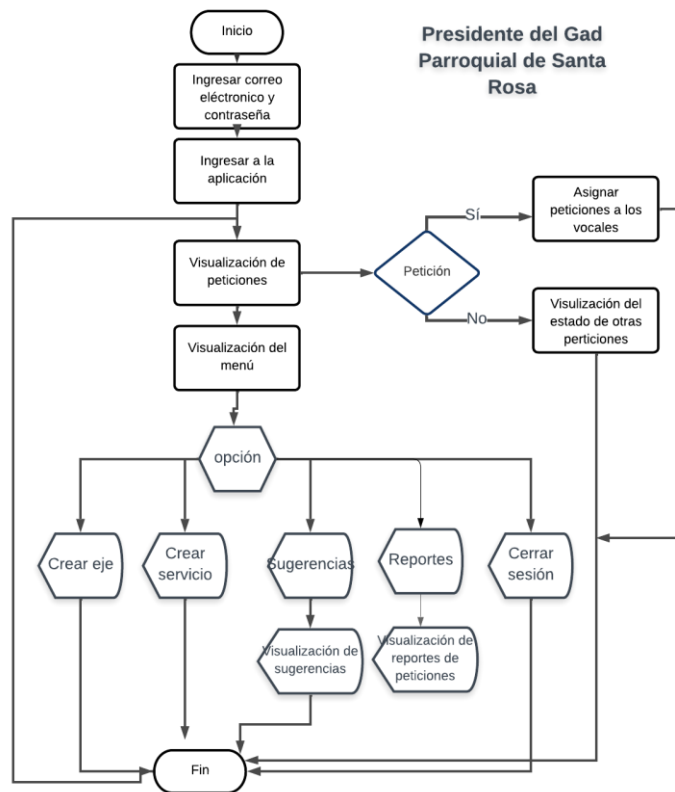 Presidente del Gad
Parroquial de Santa
Rosa
Inicio
Ingresar correo
eléctronico y
contraseña
Ingresar a la
aplicación
Visualización de
peticiones
Petición
Sí
Asignar
peticiones a los
vocales
No
Visulización del
estado de otras
perticiones
Visualización del
menú
opción
Crear eje
Crear
servicio
Sugerencias
Reportes
Cerrar
sesión
Visualización de
sugerencias
Visualización de
reportes de
peticiones
Fin